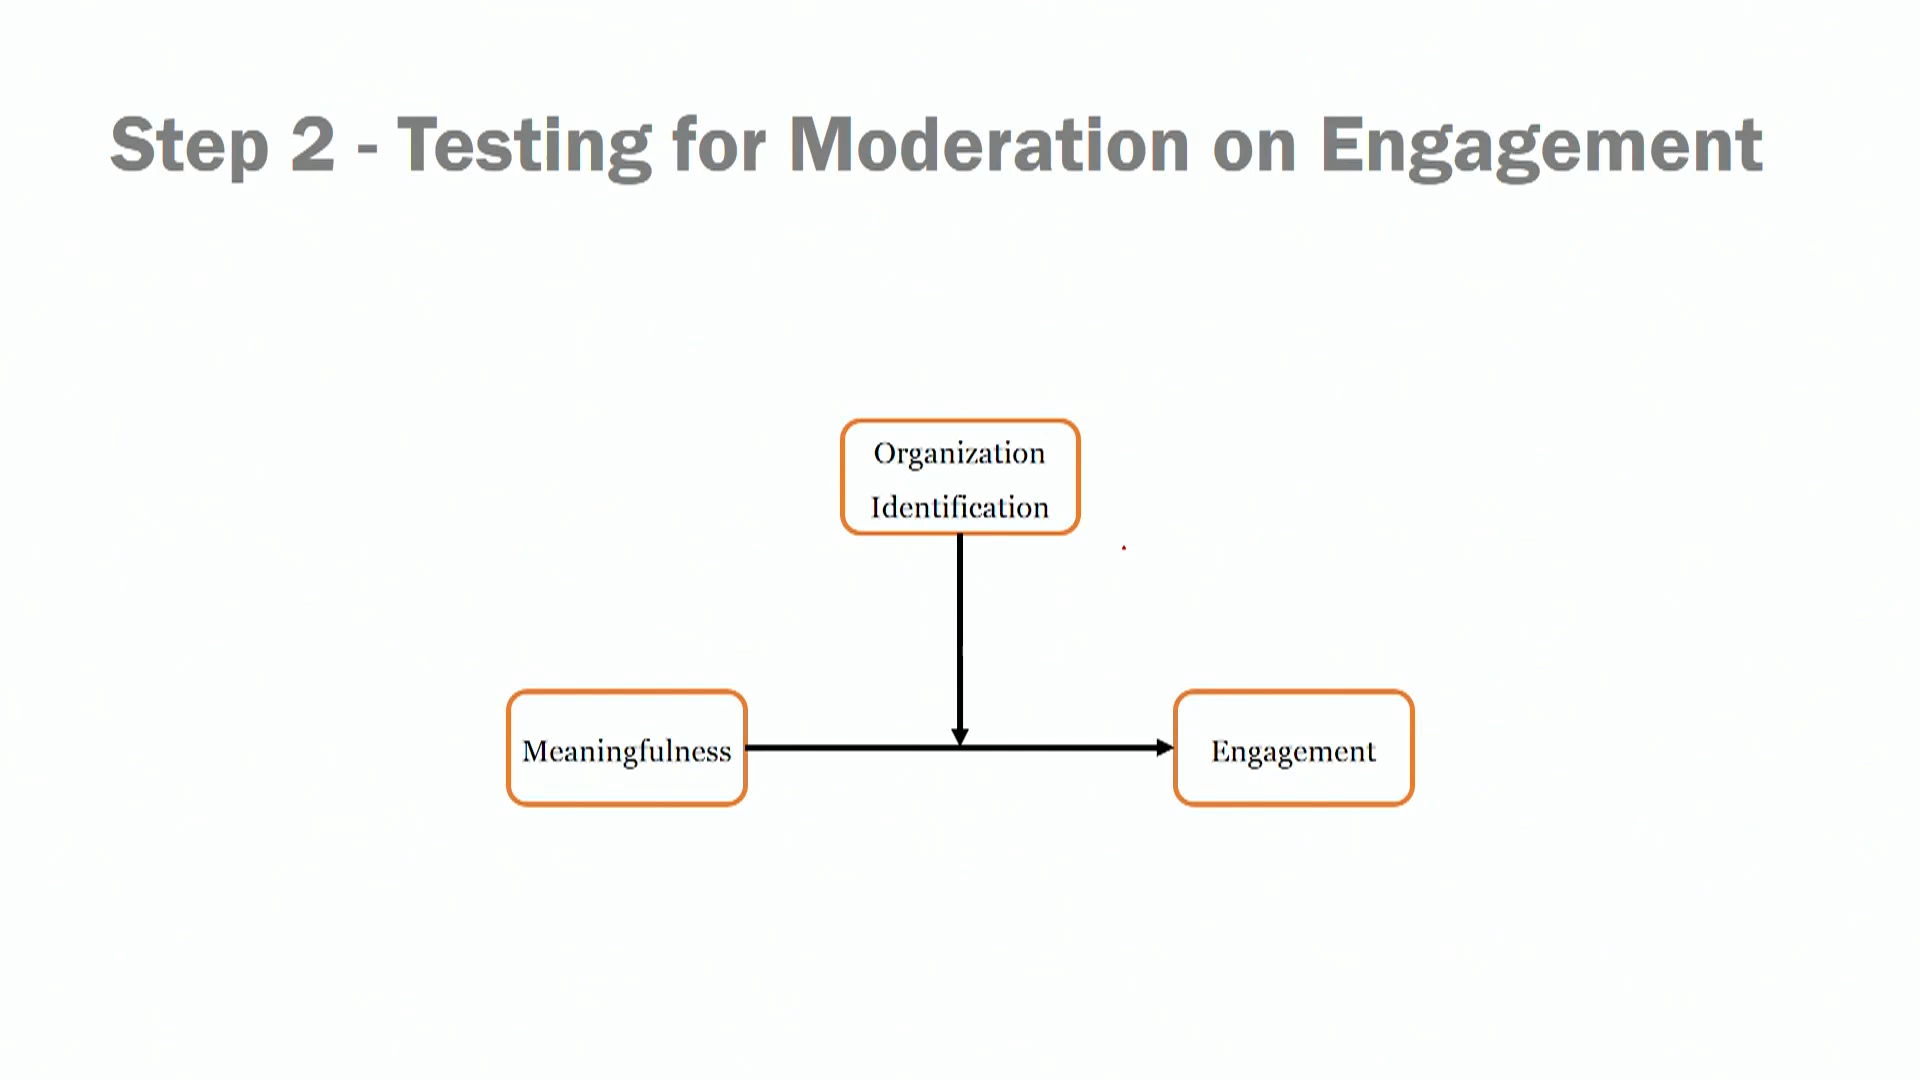 Step 2 - Testing for Moderation on Engagement
Organization
Identification
Meaningfulness
Engagement